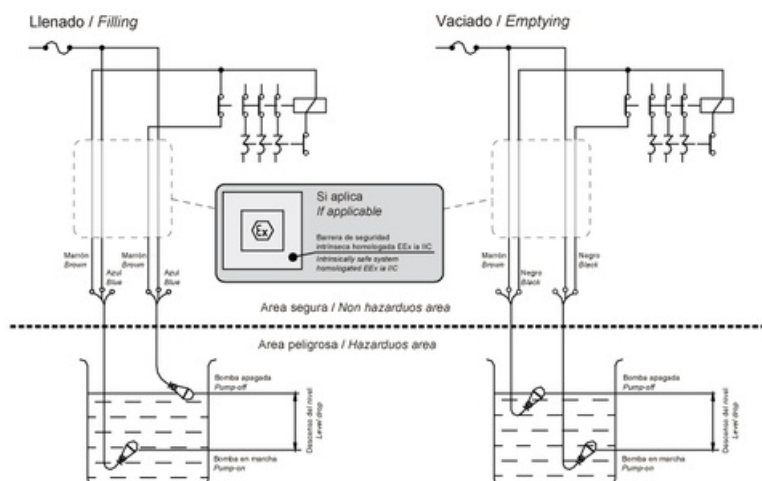 Llenado / Filling
Vaciado / Emptying
Si aplica
If applicable
Ex
Barrera de seguridad
intrínseca homologada EEx ia IIC
Intrinsically safe system
homologated EEx ia IIC
Marrón
Brown
Azul
Blue
Marrón
Brown
Azul
Blue
Marrón
Brown
Negro
Black
Negro
Black
Area segura / Non hazarduos area
Area peligrosa / Hazarduos area
Bomba apagada
Pump-off
Descanso del nivel
Level drop
Bomba en marcha
Pump-on
Bomba apagada
Pump-off
Descanso del nivel
Level drop
Bomba en marcha
Pump-on